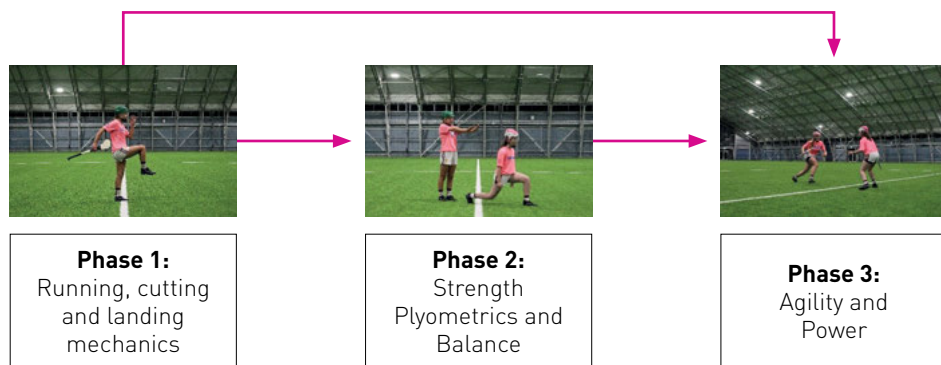 Phase 1:
Running, cutting
and landing
mechanics
Phase 2:
Strength
Plyometrics and
Balance
Phase 3:
Agility and
Power